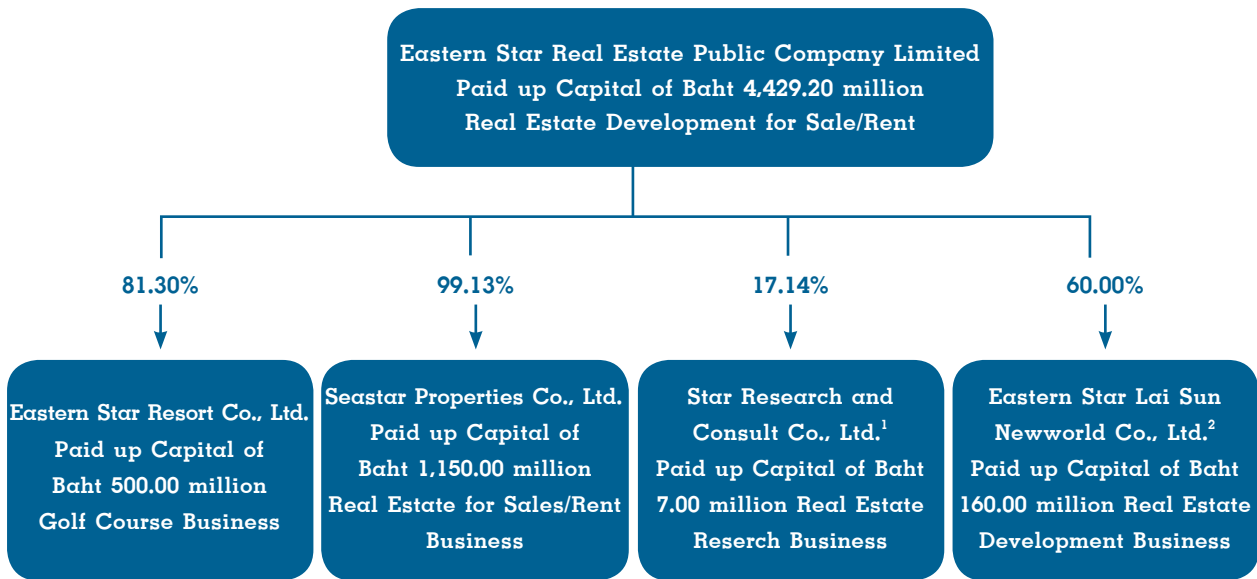 Eastern Star Real Estate Public Company Limited
Paid up Capital of Baht 4,429.20 million
Real Estate Development for Sale/Rent
81.30%
99.13%
17.14%
60.00%
Eastern Star Resort Co., Ltd.
Paid up Capital of
Baht 500.00 million
Golf Course Business
Seastar Properties Co., Ltd.
Paid up Capital of
Baht 1,150.00 million
Real Estate for Sales/Rent
Business
Star Research and
Consult Co., Ltd.¹
Paid up Capital of Baht
7.00 million Real Estate
Reserch Business
Eastern Star Lai Sun
Newworld Co., Ltd.²
Paid up Capital of Baht
160.00 million Real Estate
Development Business